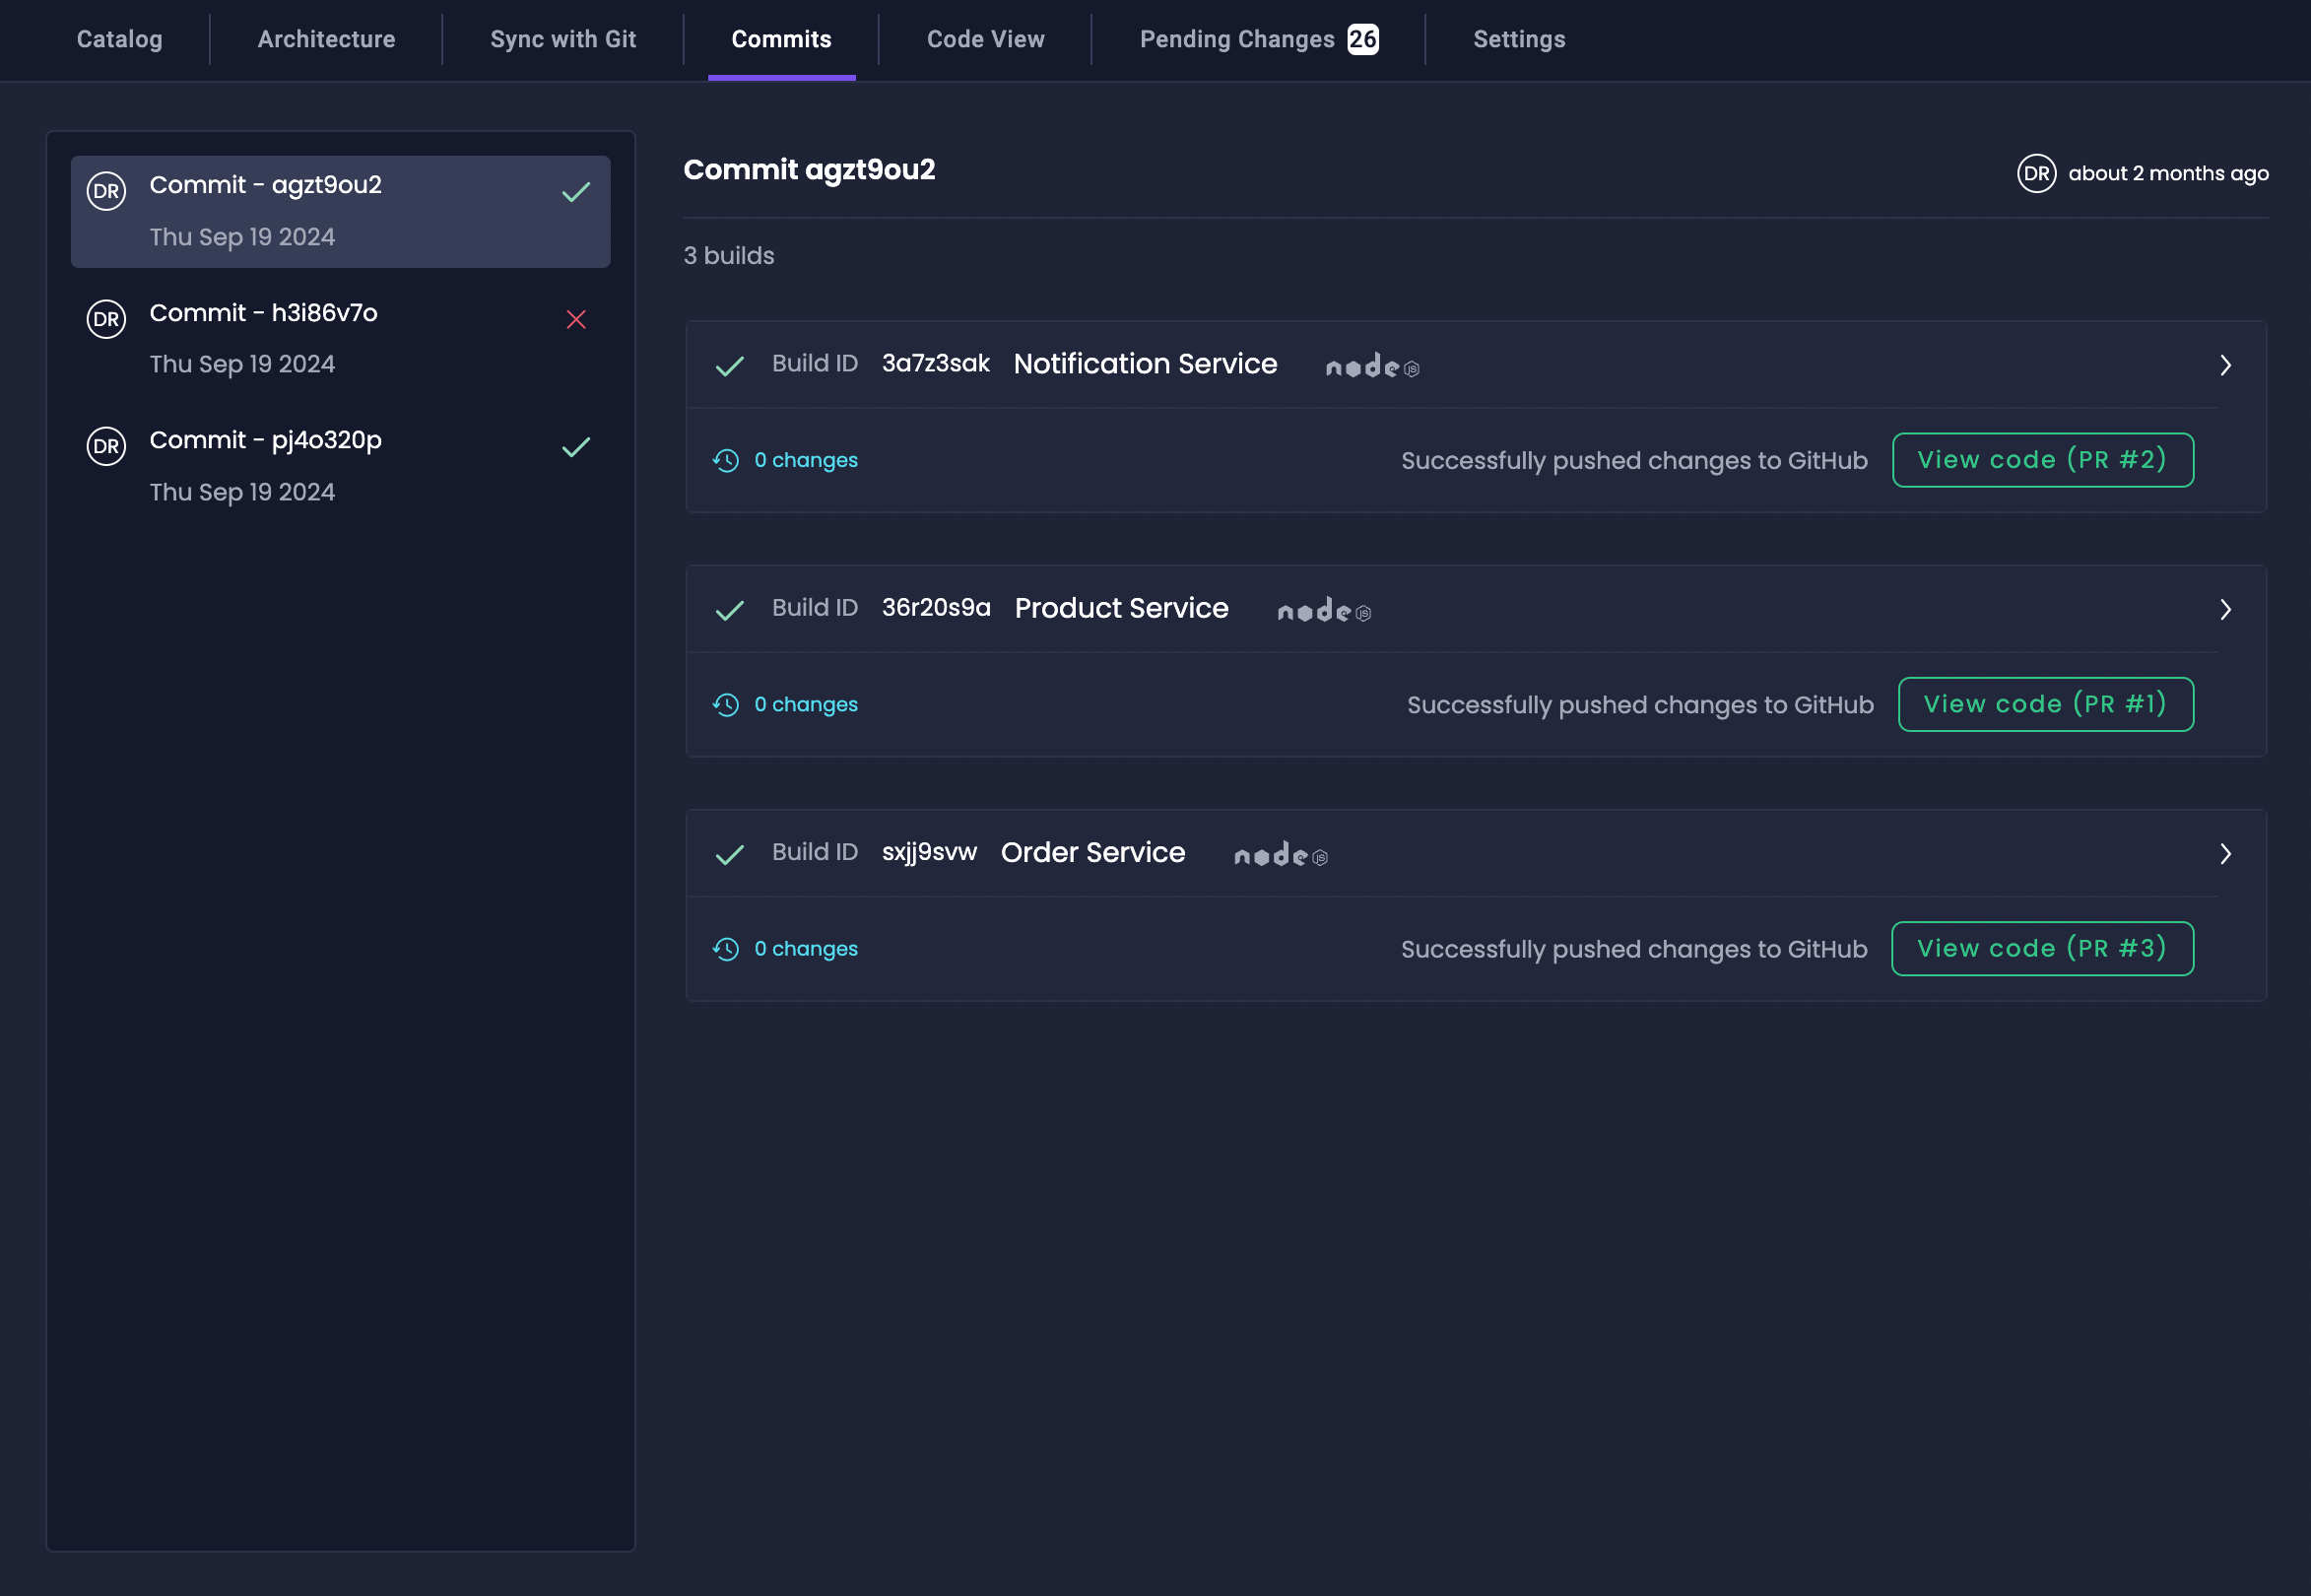 Catalog
Architecture
Sync with Git
Commits
Code View
Pending Changes 26
Settings
DR Commit - agzt9ou2
Thu Sep 19 2024
DR Commit - h3i86v7o
Thu Sep 19 2024
DR Commit - pj4o320p
Thu Sep 19 2024
Commit agzt9ou2
DR about 2 months ago
3 builds
Build ID 3a7z3sak Notification Service node JS
0 changes
Successfully pushed changes to GitHub
View code (PR #2)
Build ID 36r20s9a Product Service node JS
0 changes
Successfully pushed changes to GitHub
View code (PR #1)
Build ID sxjj9svw Order Service node JS
0 changes
Successfully pushed changes to GitHub
View code (PR #3)